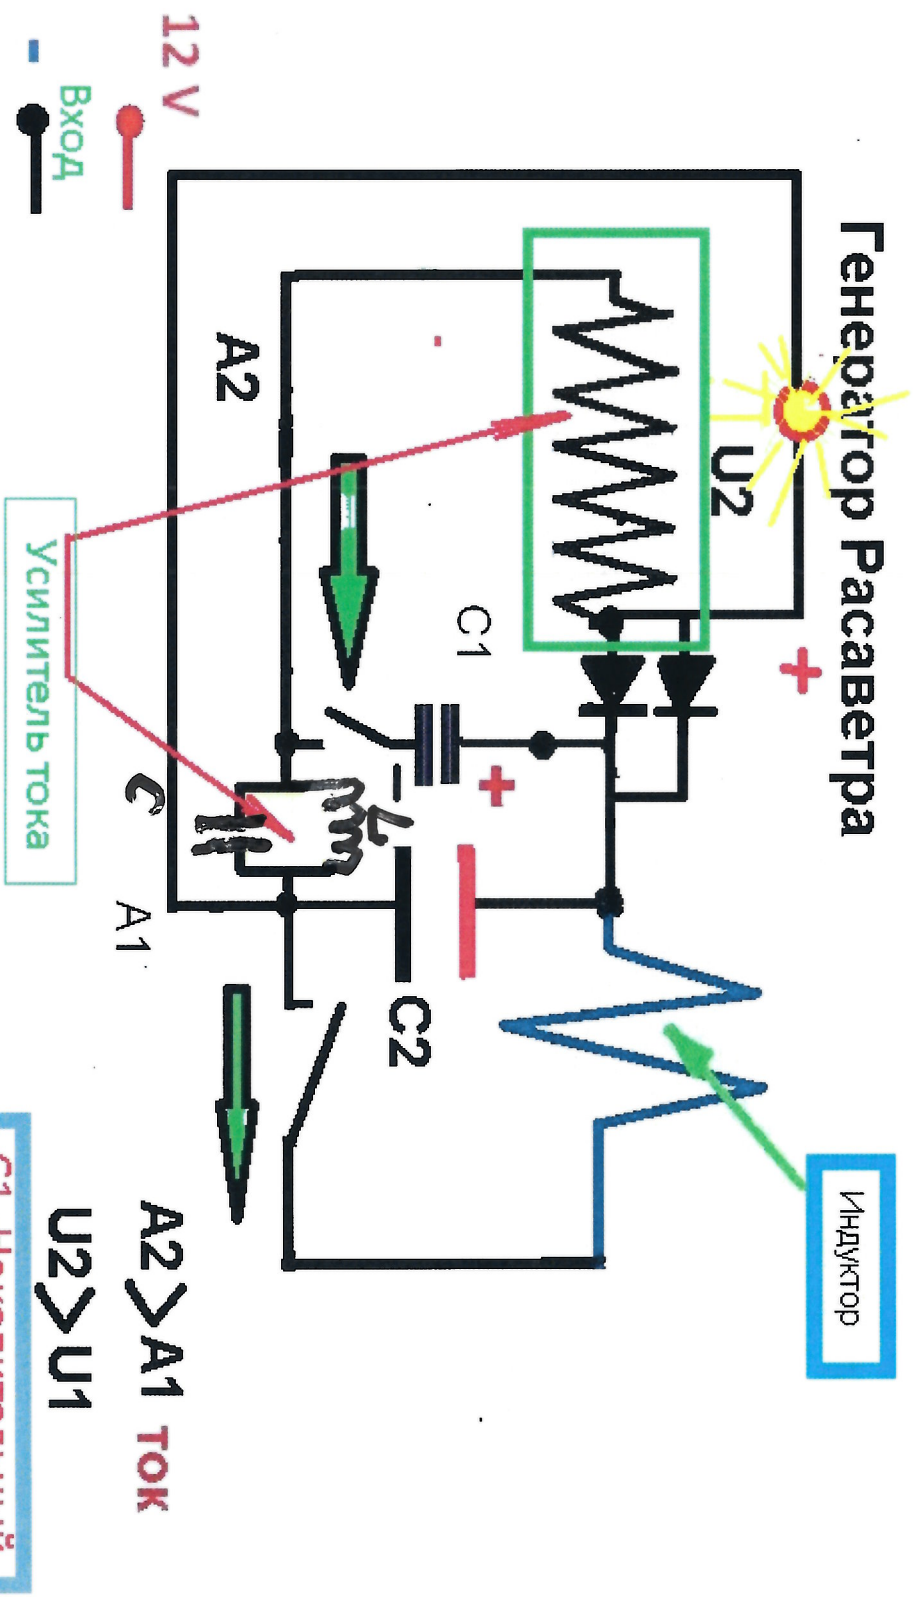 Генератор Расаветра
12 V
-
Вход
+
U2
A2
C1
Индуктор
+
-
L
C
A1
C2
Усилитель тока
A2>A1 ток
U2>U1